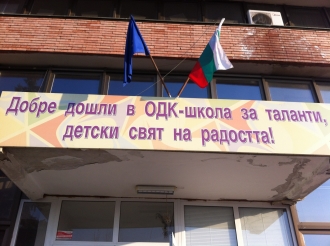 Добре дошли в ОДК-школа за таланти,
детски свят на радостта!